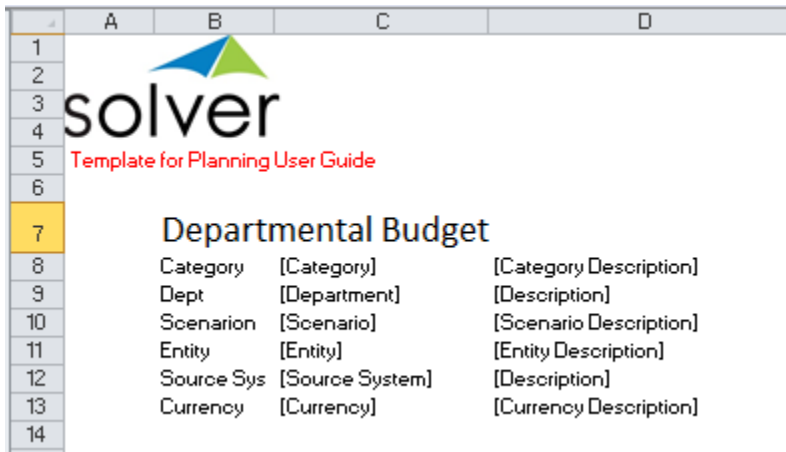 A B C D
1
2
3 solver
4
5 Template for Planning User Guide
6
7 Departmental Budget
8 Category [Category] [Category Description]
9 Dept [Department] [Description]
10 Scenarion [Scenario] [Scenario Description]
11 Entity [Entity] [Entity Description]
12 Source Sys [Source System] [Description]
13 Currency [Currency] [Currency Description]
14